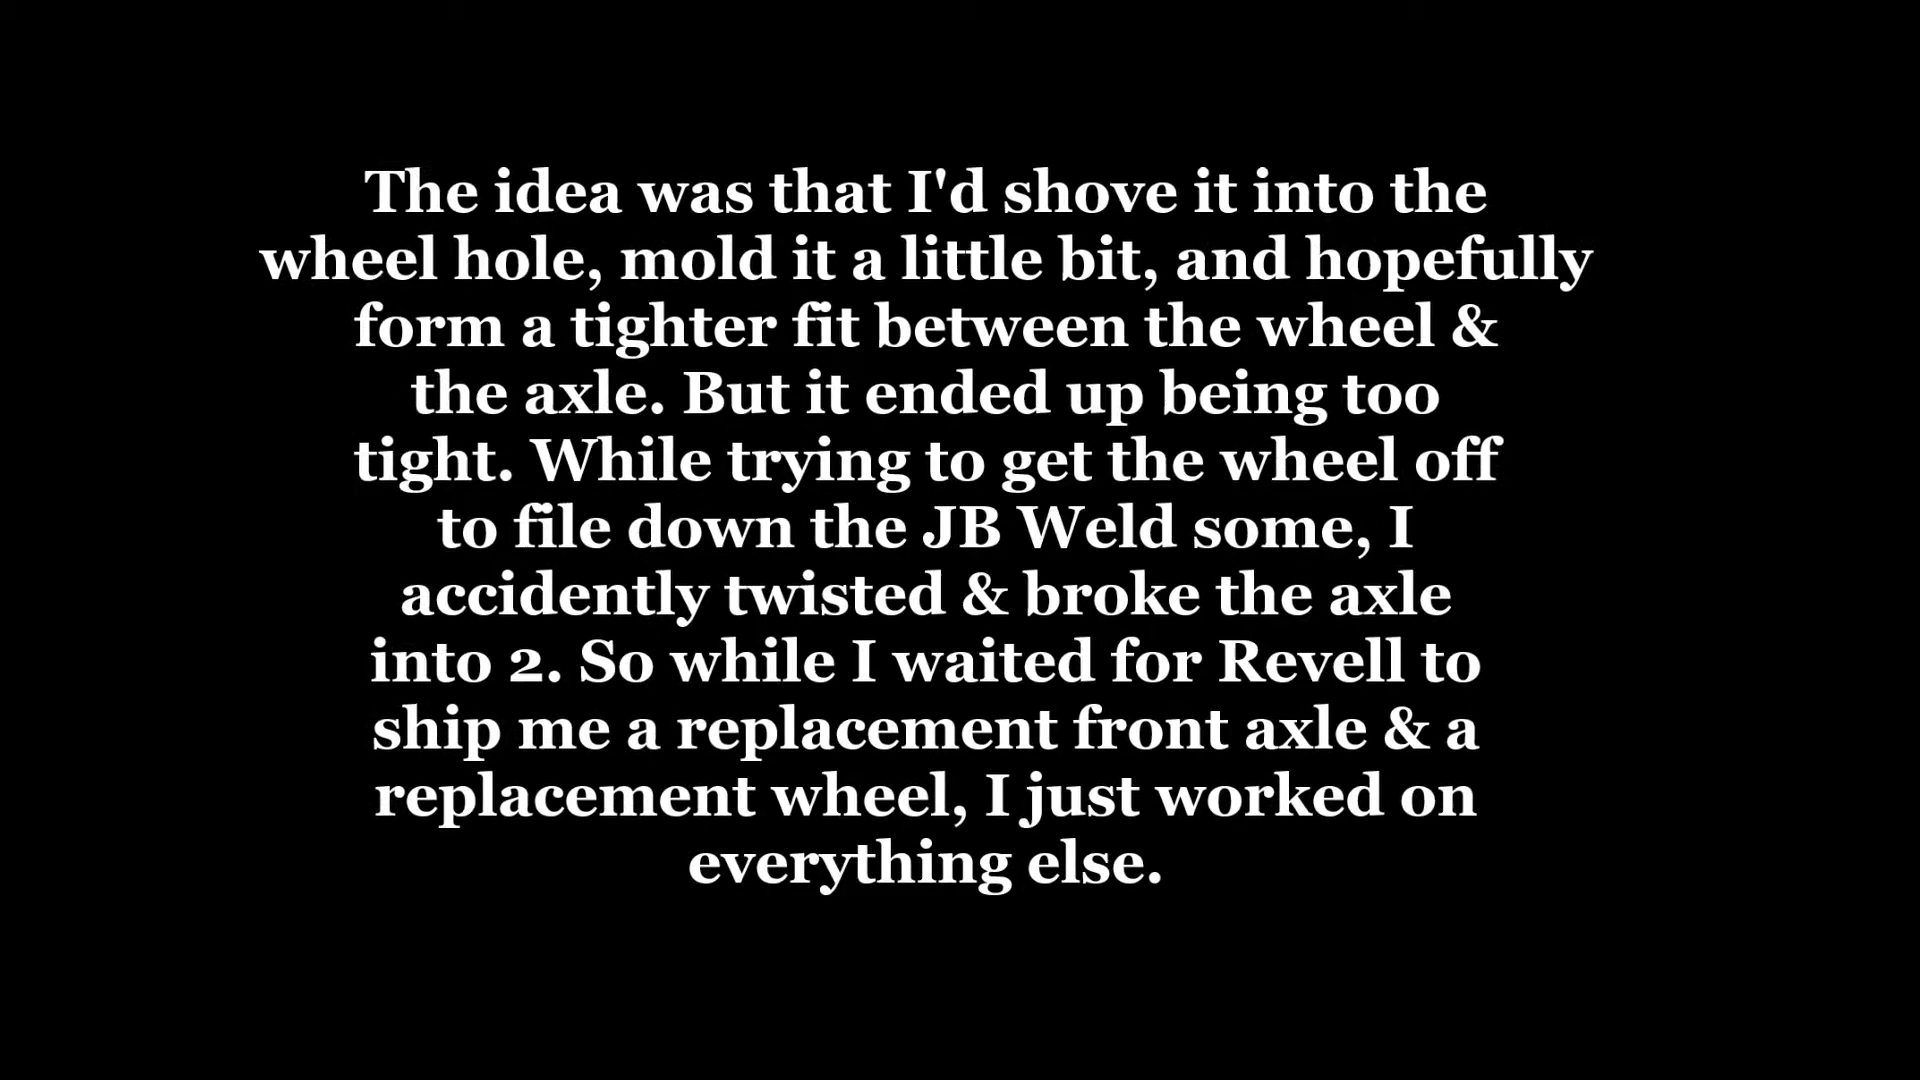 The idea was that I'd shove it into the
wheel hole, mold it a little bit, and hopefully
form a tighter fit between the wheel &
the axle. But it ended up being too
tight. While trying to get the wheel off
to file down the JB Weld some, I
accidently twisted & broke the axle
into 2. So while I waited for Revell to
ship me a replacement front axle & a
replacement wheel, I just worked on
everything else.